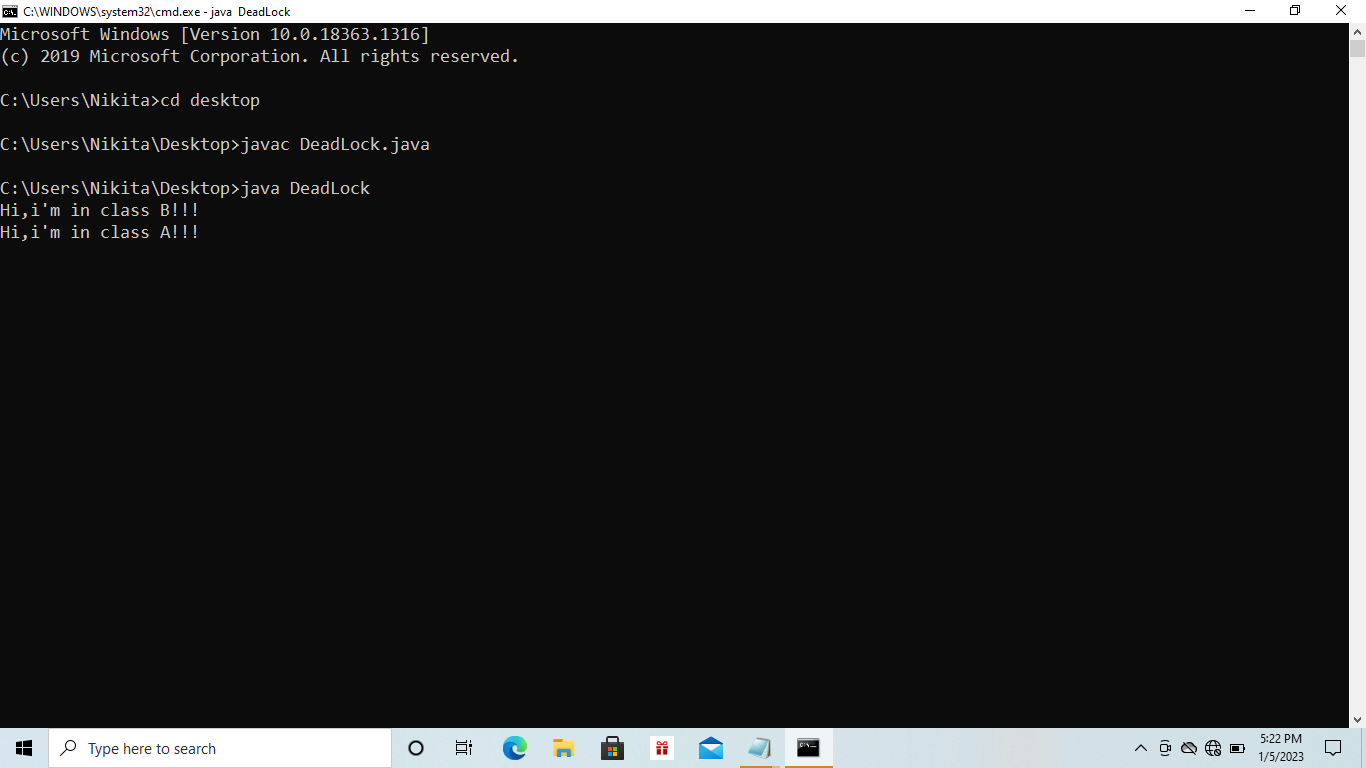 C:\WINDOWS\system32\cmd.exe - java  DeadLock
Microsoft Windows [Version 10.0.18363.1316]
(c) 2019 Microsoft Corporation. All rights reserved.
C:\Users\Nikita>cd desktop
C:\Users\Nikita\Desktop>javac DeadLock.java
C:\Users\Nikita\Desktop>java DeadLock
Hi,i'm in class B!!!
Hi,i'm in class A!!!
Type here to search
5:22 PM
1/5/2023